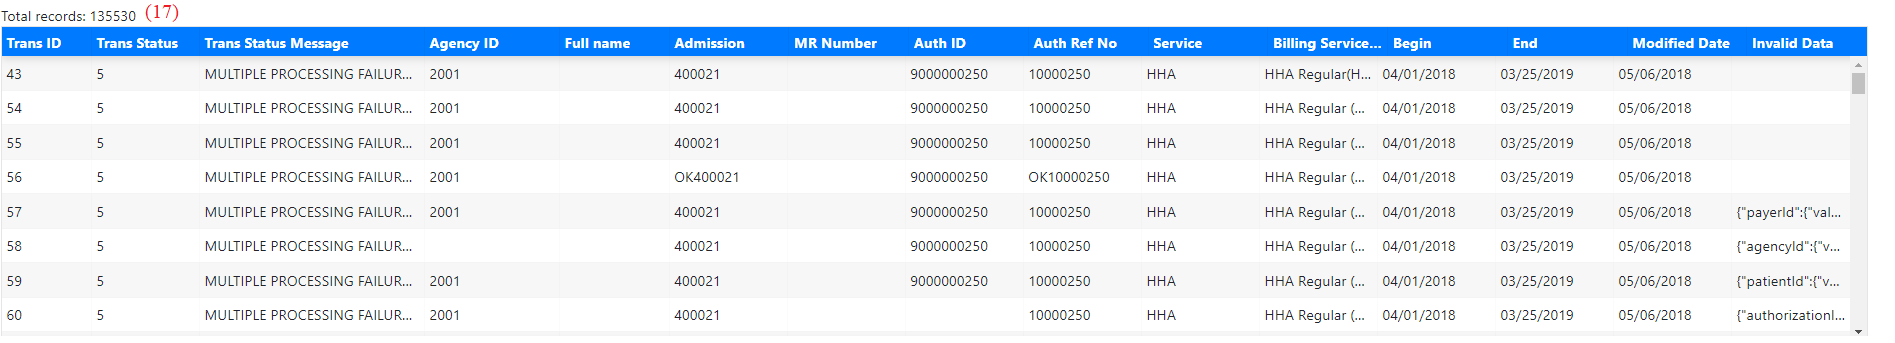 Total records: 135530 (17)
Trans ID Trans Status Trans Status Message Agency ID Full name Admission MR Number Auth ID Auth Ref No Service Billing Service... Begin End Modified Date Invalid Data
43 5 MULTIPLE PROCESSING FAILUR... 2001 400021 9000000250 10000250 HHA HHA Regular(H... 04/01/2018 03/25/2019 05/06/2018
54 5 MULTIPLE PROCESSING FAILUR... 2001 400021 9000000250 10000250 HHA HHA Regular (... 04/01/2018 03/25/2019 05/06/2018
55 5 MULTIPLE PROCESSING FAILUR... 2001 400021 9000000250 10000250 HHA HHA Regular (... 04/01/2018 03/25/2019 05/06/2018
56 5 MULTIPLE PROCESSING FAILUR... 2001 OK400021 9000000250 OK10000250 HHA HHA Regular (... 04/01/2018 03/25/2019 05/06/2018
57 5 MULTIPLE PROCESSING FAILUR... 2001 400021 9000000250 10000250 HHA HHA Regular (... 04/01/2018 03/25/2019 05/06/2018 {"payerId":{"val...
58 5 MULTIPLE PROCESSING FAILUR... 400021 9000000250 10000250 HHA HHA Regular (... 04/01/2018 03/25/2019 05/06/2018 {"agencyId":{"v...
59 5 MULTIPLE PROCESSING FAILUR... 2001 400021 9000000250 10000250 HHA HHA Regular (... 04/01/2018 03/25/2019 05/06/2018 {"patientId":{"v...
60 5 MULTIPLE PROCESSING FAILUR... 2001 400021 10000250 HHA HHA Regular (... 04/01/2018 03/25/2019 05/06/2018 {"authorizationI...